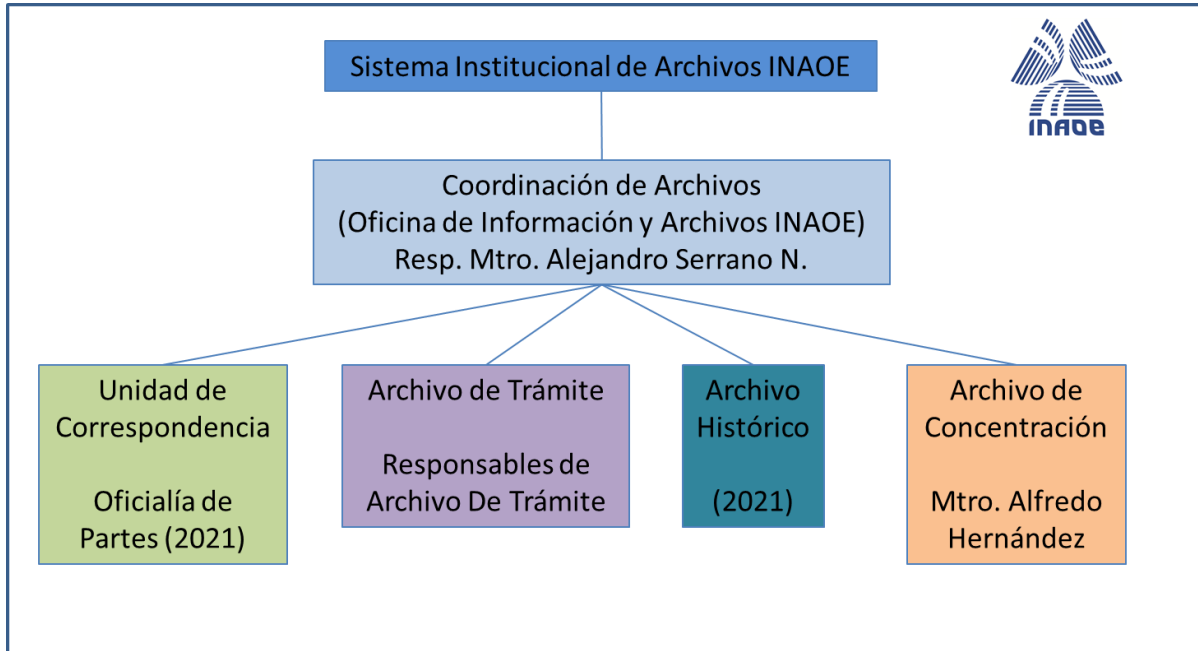 Sistema Institucional de Archivos INAOE
INAOE
Coordinación de Archivos
(Oficina de Información y Archivos INAOE)
Resp. Mtro. Alejandro Serrano N.
Unidad de
Correspondencia
Oficialía de
Partes (2021)
Archivo de Trámite
Responsables de
Archivo De Trámite
Archivo
Histórico
(2021)
Archivo de
Concentración
Mtro. Alfredo
Hernández